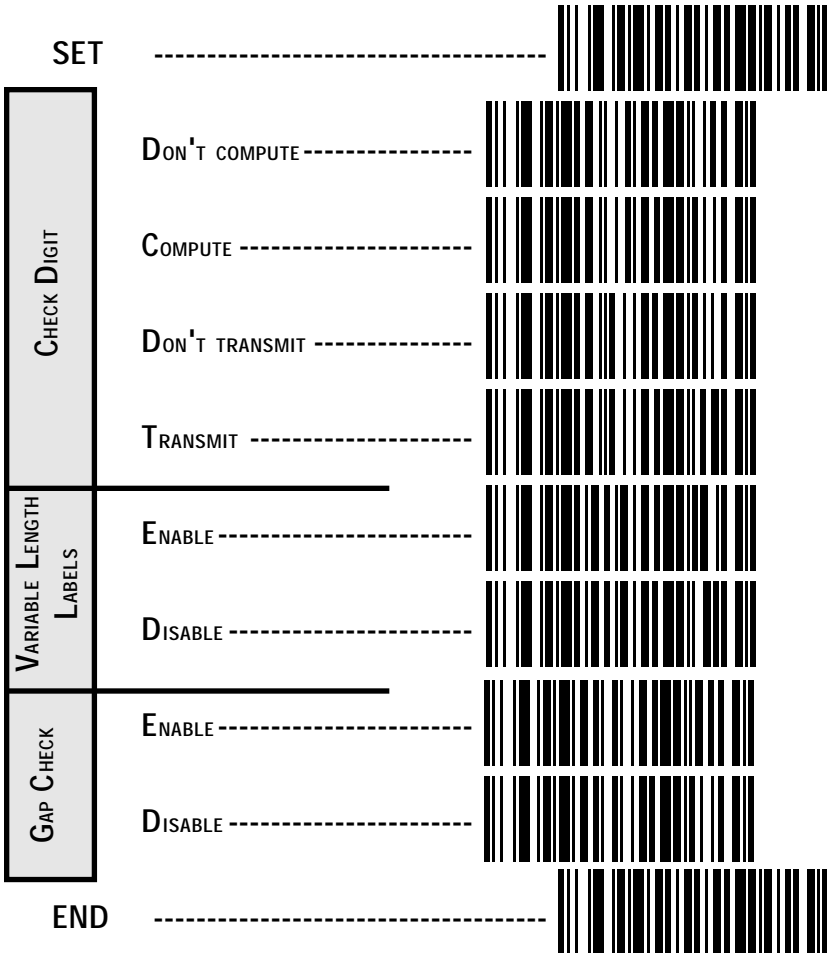 SET ----------------------------------
CHECK DIGIT
DON'T COMPUTE ---------------
COMPUTE --------------------
DON'T TRANSMIT --------------
TRANSMIT -------------------
VARIABLE LENGTH
LABELS
ENABLE ----------------------
DISABLE ---------------------
GAP CHECK
ENABLE ----------------------
DISABLE ---------------------
END ----------------------------------